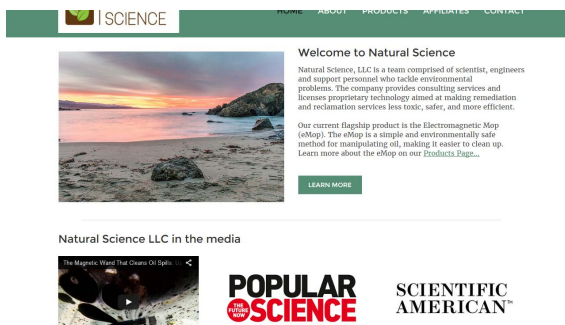 SCIENCE
HOME ABOUT PRODUCTS AFFILIATES CONTACT
Welcome to Natural Science
Natural Science, LLC is a team comprised of scientist, engineers
and support personnel who tackle environmental
problems. The company provides consulting services and
licenses proprietary technology aimed at making remediation
and reclamation services less toxic, safer, and more efficient.
Our current flagship product is the Electromagnetic Mop
(eMop). The eMop is a simple and environmentally safe
method for manipulating oil, making it easier to clean up.
Learn more about the eMop on our Products Page...
LEARN MORE
Natural Science LLC in the media
The Magnetic Wand That Cleans Oil Spills:
POPULAR
THE FUTURE NOW
SCIENCE
SCIENTIFIC
AMERICAN™